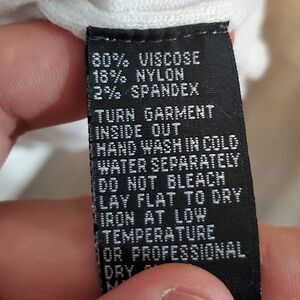 80% VISCOSE
18% NYLON
2% SPANDEX
TURN GARMENT
INSIDE OUT
HAND WASH IN COLD
WATER SEPARATELY
DO NOT BLEACH
LAY FLAT TO DRY
IRON AT LOW
TEMPERATURE
OR PROFESSIONAL
DRY